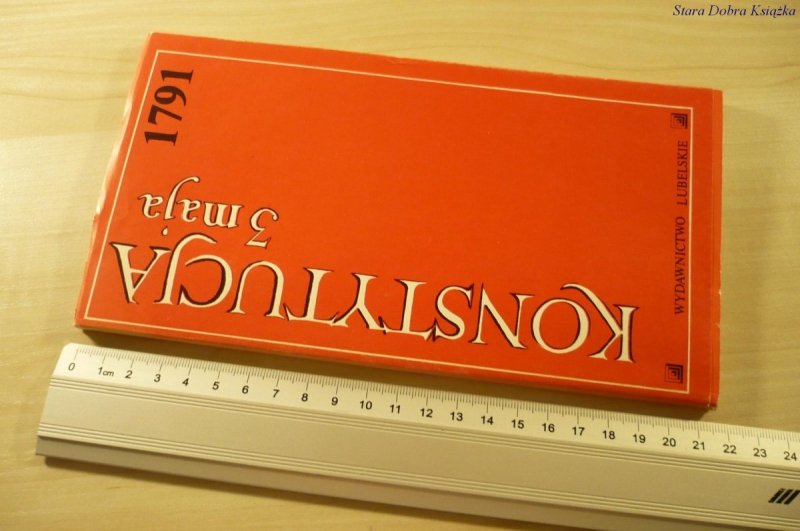 Stara Dobra Książka
KONSTYTUCJA
3 maja
1791
WYDAWNICTWO LUBELSKIE
0 1cm 2 3 4 5 6 7 8 9 10 11 12 13 14 15 16 17 18 19 20 21 22 23 24